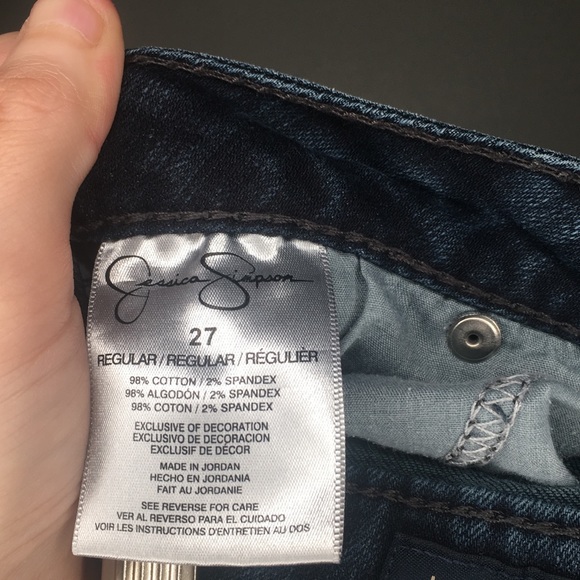 Jessica Simpson
27
REGULAR / REGULAR / RÉGULIÈR
98% COTTON / 2% SPANDEX
98% ALGODÓN / 2% SPANDEX
98% COTON / 2% SPANDEX
EXCLUSIVE OF DECORATION
EXCLUSIVO DE DECORACION
EXCLUSIF DE DÉCOR
MADE IN JORDAN
HECHO EN JORDANIA
FAIT AU JORDANIE
SEE REVERSE FOR CARE
VER AL REVERSO PARA EL CUIDADO
VOIR LES INSTRUCTIONS D'ENTRETIEN AU DOS